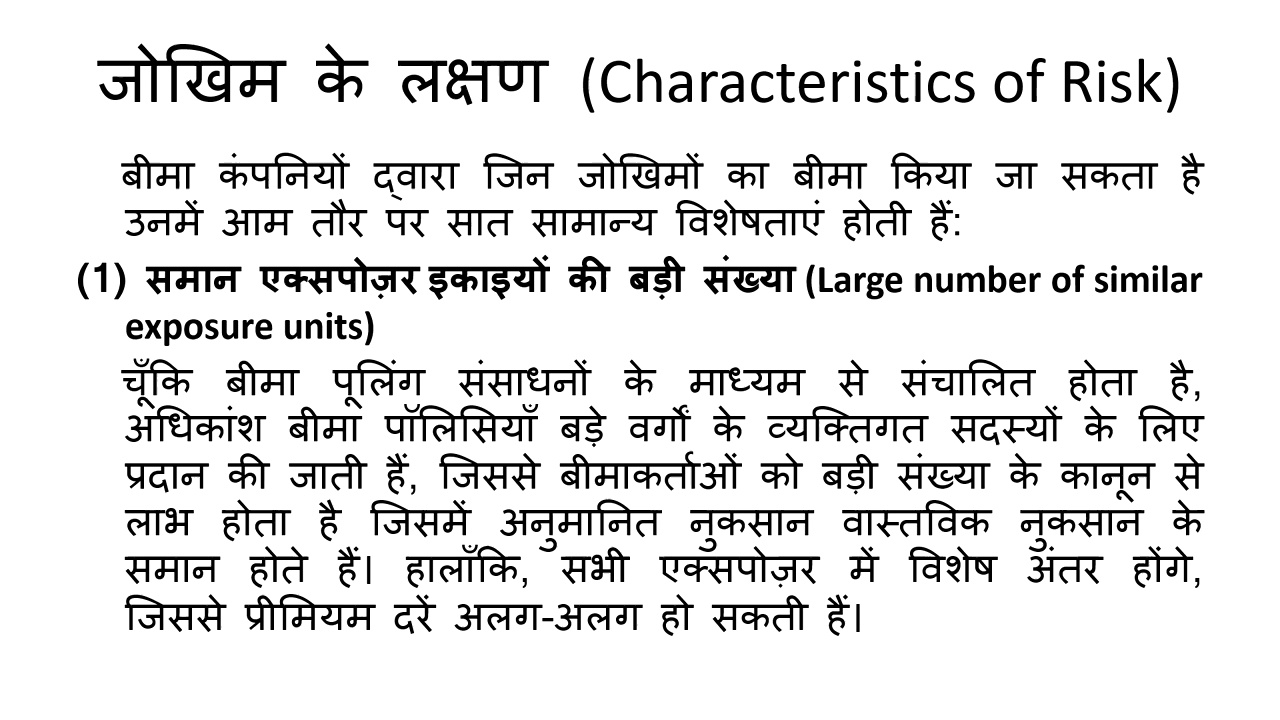 जोखिम के लक्षण (Characteristics of Risk)
बीमा कंपनियों द्वारा जिन जोखिमों का बीमा किया जा सकता है
उनमें आम तौर पर सात सामान्य विशेषताएं होती हैं:
(1) समान एक्सपोज़र इकाइयों की बड़ी संख्या (Large number of similar
exposure units)
चूँकि बीमा पूलिंग संसाधनों के माध्यम से संचालित होता है,
अधिकांश बीमा पॉलिसियाँ बड़े वर्गों के व्यक्तिगत सदस्यों के लिए
प्रदान की जाती हैं, जिससे बीमाकर्ताओं को बड़ी संख्या के कानून से
लाभ होता है जिसमें अनुमानित नुकसान वास्तविक नुकसान के
समान होते हैं। हालाँकि, सभी एक्सपोज़र में विशेष अंतर होंगे,
जिससे प्रीमियम दरें अलग-अलग हो सकती हैं।